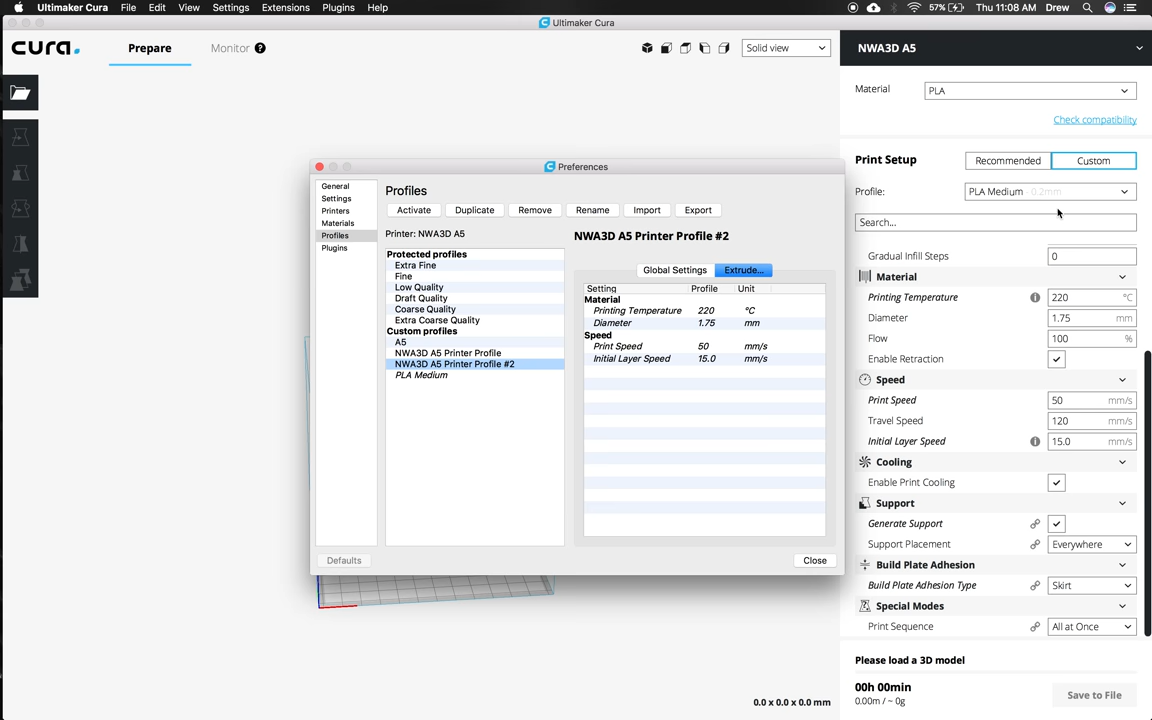 Ultimaker Cura File Edit View Settings Extensions Plugins Help 57% Thu 11:08 AM Drew
Ultimaker Cura
cura. Prepare Monitor ? Solid view NWA3D A5
Material PLA
Check compatibility
Print Setup Recommended Custom
Profile: PLA Medium - 0.2mm
Search...
Gradual Infill Steps 0
Material
Printing Temperature 220 °C
Diameter 1.75 mm
Flow 100 %
Enable Retraction
Speed
Print Speed 50 mm/s
Travel Speed 120 mm/s
Initial Layer Speed 15.0 mm/s
Cooling
Enable Print Cooling
Support
Generate Support
Support Placement Everywhere
Build Plate Adhesion
Build Plate Adhesion Type Skirt
Special Modes
Print Sequence All at Once
Please load a 3D model
00h 00min
0.00m / ~ 0g
Save to File
Preferences
General
Settings
Printers
Materials
Profiles
Plugins
Profiles
Activate Duplicate Remove Rename Import Export
Printer: NWA3D A5
Protected profiles
Extra Fine
Fine
Low Quality
Draft Quality
Coarse Quality
Extra Coarse Quality
Custom profiles
A5
NWA3D A5 Printer Profile
NWA3D A5 Printer Profile #2
PLA Medium
NWA3D A5 Printer Profile #2
Global Settings Extrude...
Setting Profile Unit
Material
Printing Temperature 220 °C
Diameter 1.75 mm
Speed
Print Speed 50 mm/s
Initial Layer Speed 15.0 mm/s
Defaults Close
0.0 x 0.0 x 0.0 mm